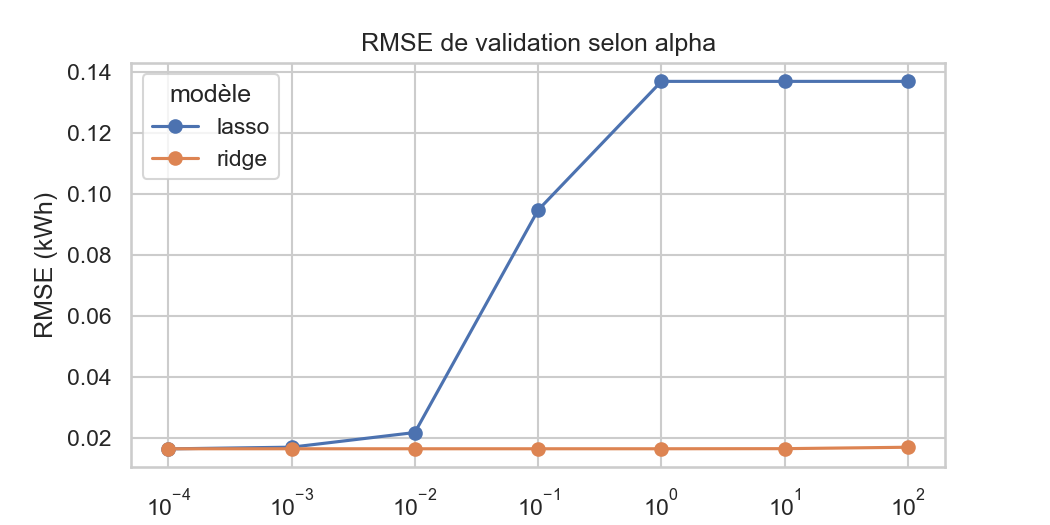 RMSE de validation selon alpha
modèle
lasso
ridge
RMSE (kWh)
0.14
0.12
0.10
0.08
0.06
0.04
0.02
10⁻⁴ 10⁻³ 10⁻² 10⁻¹ 10⁰ 10¹ 10²